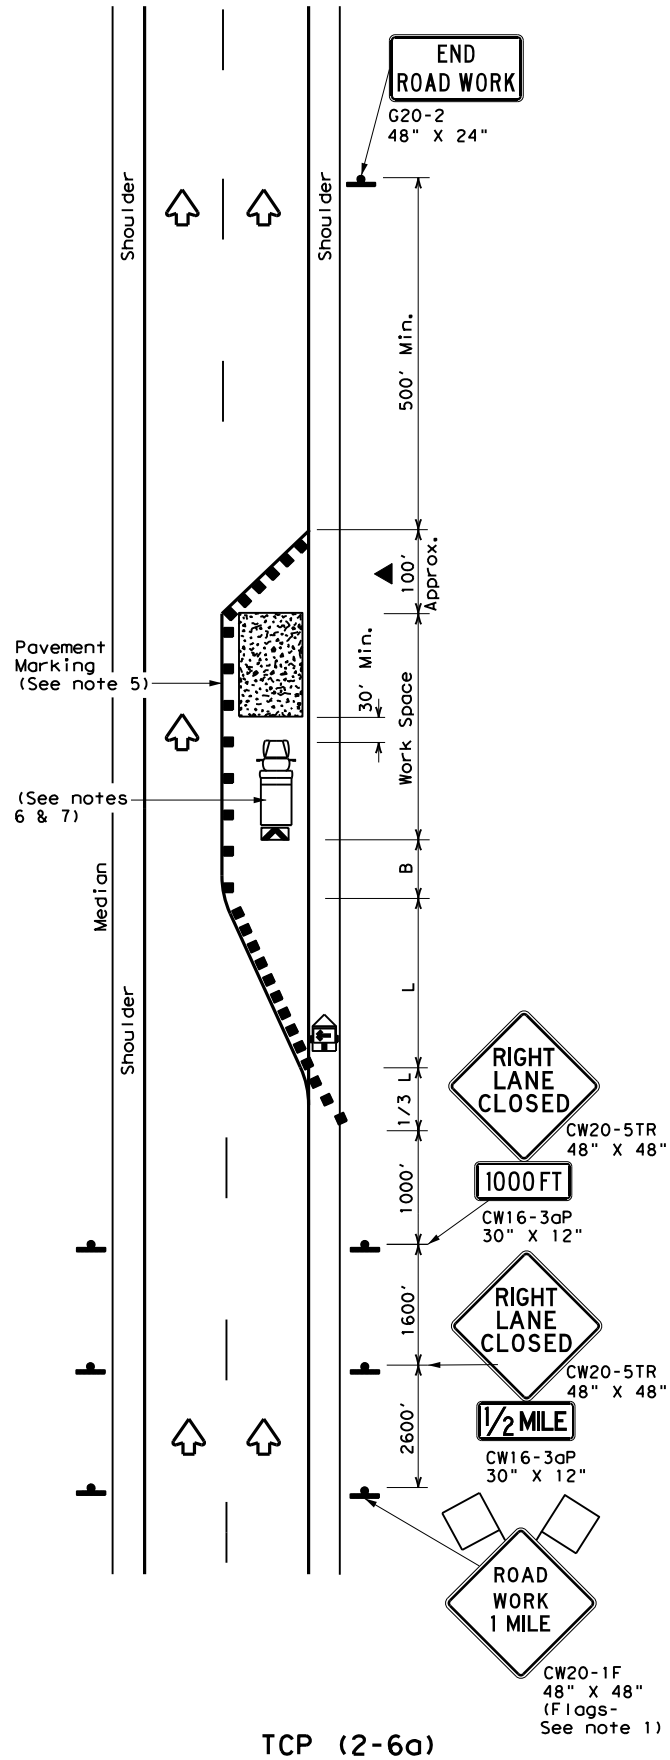 END
ROAD WORK
G20-2
48" X 24"
Shoulder
Shoulder
500' Min.
100'
Approx.
Pavement
Marking
(See note 5)
30' Min.
Work Space
(See notes
6 & 7)
B
Median
L
Shoulder
1/3 L
RIGHT
LANE
CLOSED
CW20-5TR
48" X 48"
1000 FT
CW16-3aP
30" X 12"
1000'
1600'
RIGHT
LANE
CLOSED
CW20-5TR
48" X 48"
1/2 MILE
CW16-3aP
30" X 12"
2600'
ROAD
WORK
1 MILE
CW20-1F
48" X 48"
(Flags-
See note 1)
TCP (2-6a)